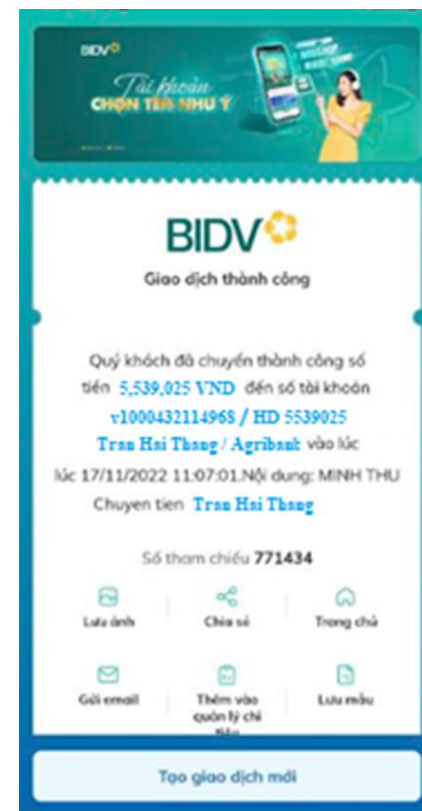 BIDV
Tài khoản
CHỌN TÊN NHƯ Ý
BIDV
Giao dịch thành công
Quý khách đã chuyển thành công số
tiền 5,539,025 VND đến số tài khoản
v1000432114968 / HD 5539025
Tran Hai Thang / Agribank vào lúc
lúc 17/11/2022 11:07:01.Nội dung: MINH THU
Chuyen tien Tran Hai Thang
Số tham chiếu 771434
Lưu ảnh
Chia sẻ
Trang chủ
Gửi email
Thêm vào
quản lý chi
tiêu
Lưu mẫu
Tạo giao dịch mới